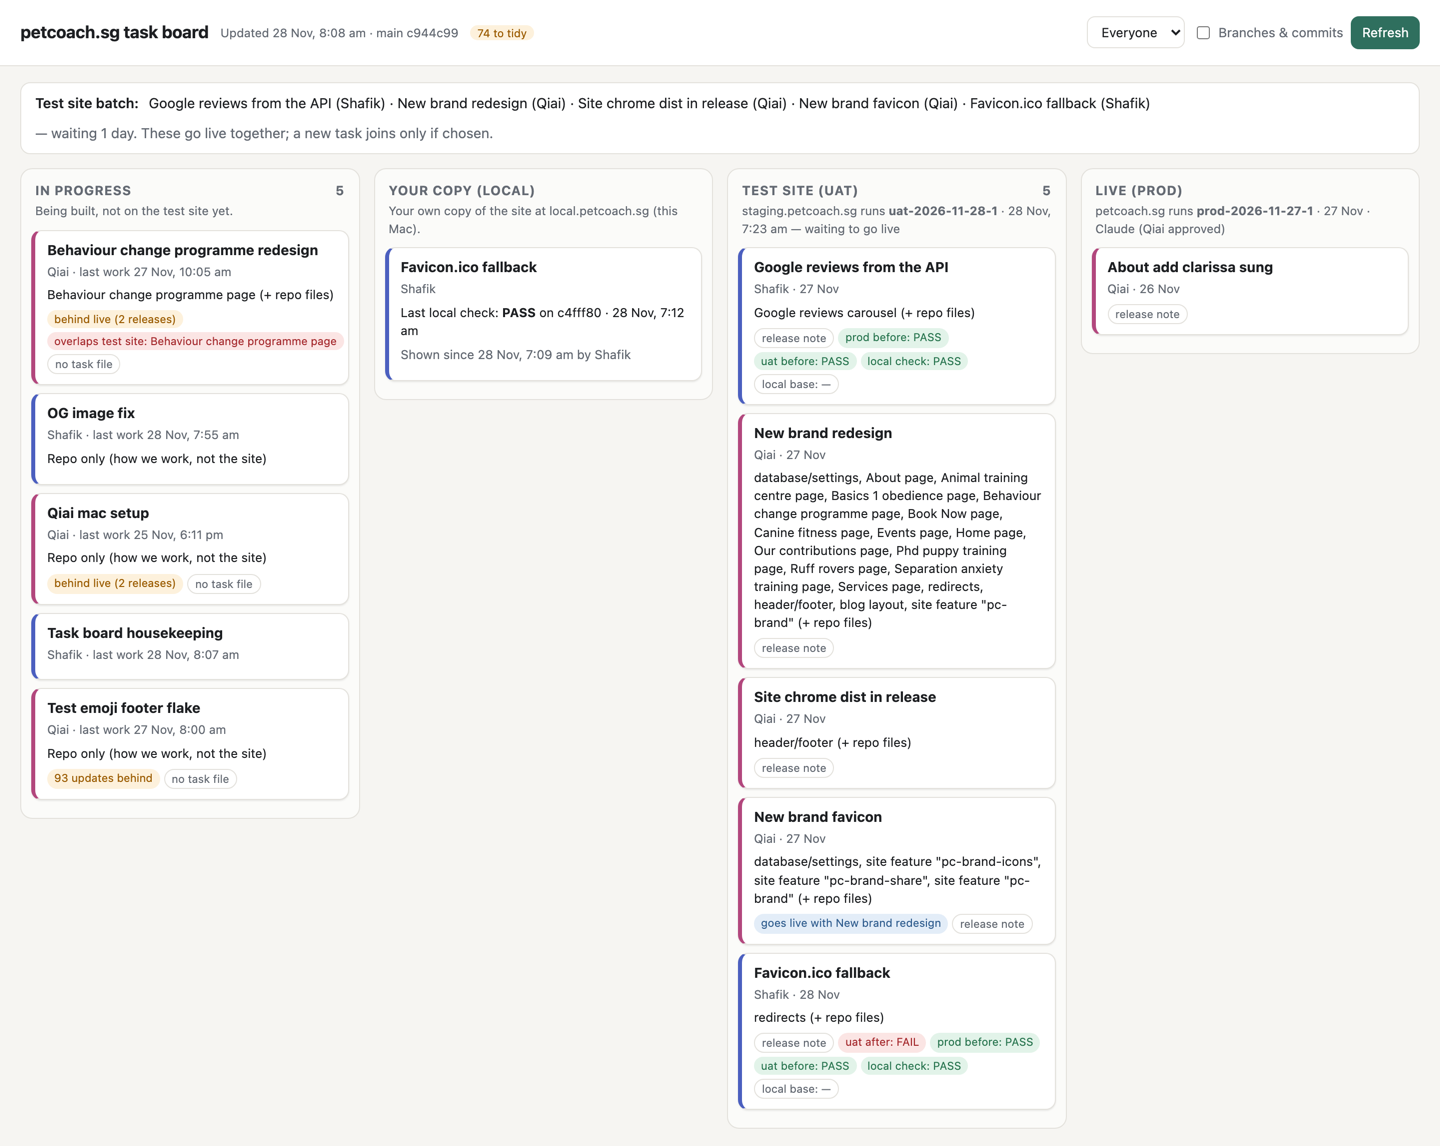 petcoach.sg task board
Updated 28 Nov, 8:08 am · main c944c99
74 to tidy
Everyone
Branches & commits
Refresh
Test site batch: Google reviews from the API (Shafik) · New brand redesign (Qiai) · Site chrome dist in release (Qiai) · New brand favicon (Qiai) · Favicon.ico fallback (Shafik)
— waiting 1 day. These go live together; a new task joins only if chosen.
IN PROGRESS 5
Being built, not on the test site yet.
Behaviour change programme redesign
Qiai · last work 27 Nov, 10:05 am
Behaviour change programme page (+ repo files)
behind live (2 releases)
overlaps test site: Behaviour change programme page
no task file
OG image fix
Shafik · last work 28 Nov, 7:55 am
Repo only (how we work, not the site)
Qiai mac setup
Qiai · last work 25 Nov, 6:11 pm
Repo only (how we work, not the site)
behind live (2 releases) no task file
Task board housekeeping
Shafik · last work 28 Nov, 8:07 am
Test emoji footer flake
Qiai · last work 27 Nov, 8:00 am
Repo only (how we work, not the site)
93 updates behind no task file
YOUR COPY (LOCAL)
Your own copy of the site at local.petcoach.sg (this
Mac).
Favicon.ico fallback
Shafik
Last local check: PASS on c4fff80 · 28 Nov, 7:12
am
Shown since 28 Nov, 7:09 am by Shafik
TEST SITE (UAT) 5
staging.petcoach.sg runs uat-2026-11-28-1 · 28 Nov,
7:23 am — waiting to go live
Google reviews from the API
Shafik · 27 Nov
Google reviews carousel (+ repo files)
release note prod before: PASS
uat before: PASS local check: PASS
local base: —
New brand redesign
Qiai · 27 Nov
database/settings, About page, Animal training
centre page, Basics 1 obedience page, Behaviour
change programme page, Book Now page,
Canine fitness page, Events page, Home page,
Our contributions page, Phd puppy training
page, Ruff rovers page, Separation anxiety
training page, Services page, redirects,
header/footer, blog layout, site feature "pc-
brand" (+ repo files)
release note
Site chrome dist in release
Qiai · 27 Nov
header/footer (+ repo files)
release note
New brand favicon
Qiai · 27 Nov
database/settings, site feature "pc-brand-icons",
site feature "pc-brand-share", site feature "pc-
brand" (+ repo files)
goes live with New brand redesign release note
Favicon.ico fallback
Shafik · 28 Nov
redirects (+ repo files)
release note uat after: FAIL prod before: PASS
uat before: PASS local check: PASS
local base: —
LIVE (PROD)
petcoach.sg runs prod-2026-11-27-1 · 27 Nov ·
Claude (Qiai approved)
About add clarissa sung
Qiai · 26 Nov
release note